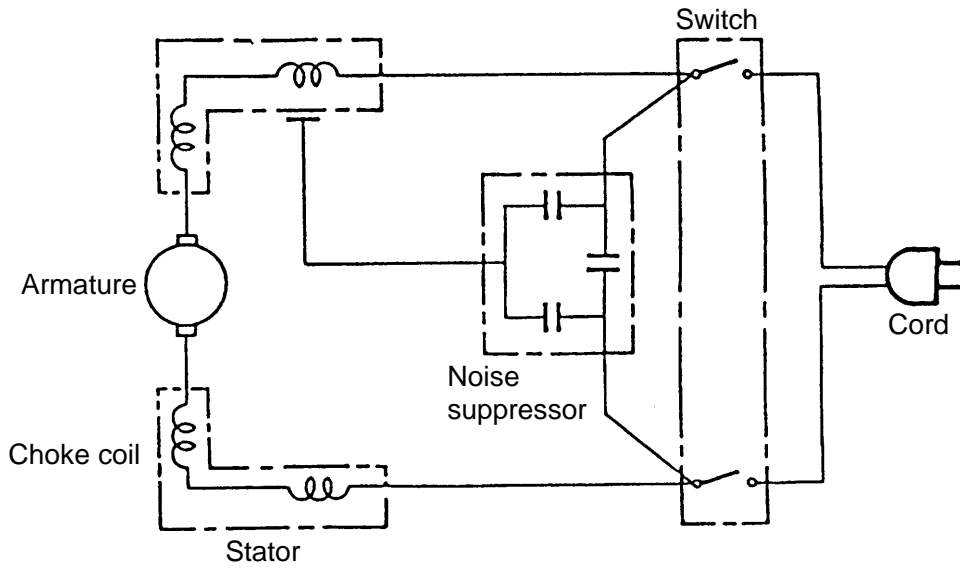 Switch
Armature
Cord
Noise
suppressor
Choke coil
Stator